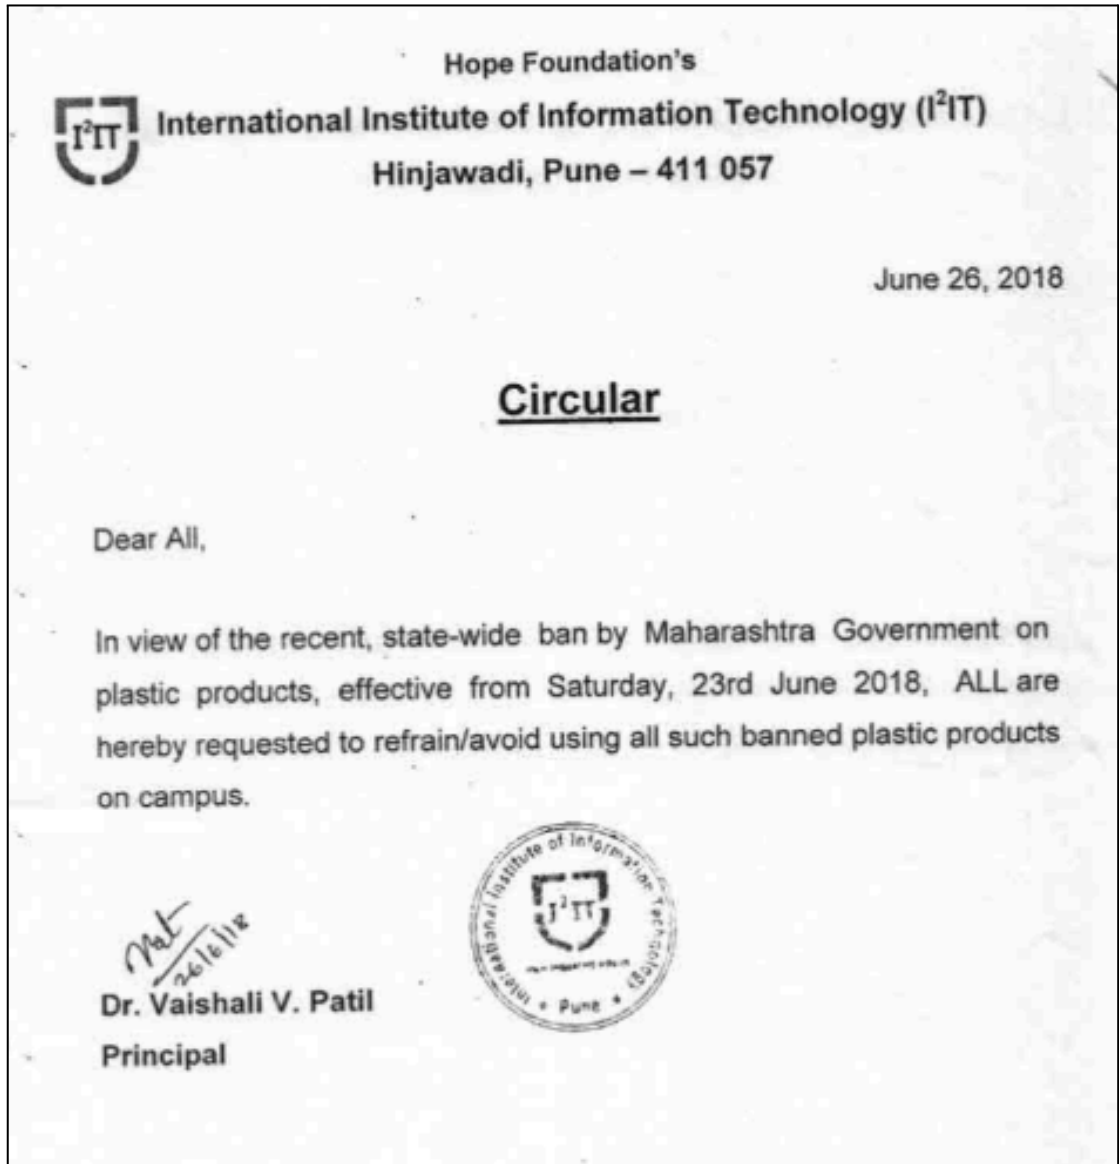 Hope Foundation's
I²IT
International Institute of Information Technology (I²IT)
Hinjawadi, Pune – 411 057
June 26, 2018
Circular
Dear All,
In view of the recent, state-wide ban by Maharashtra Government on
plastic products, effective from Saturday, 23rd June 2018, ALL are
hereby requested to refrain/avoid using all such banned plastic products
on campus.
International Institute of Information Technology
I²IT
Pune
26/6/18
Dr. Vaishali V. Patil
Principal